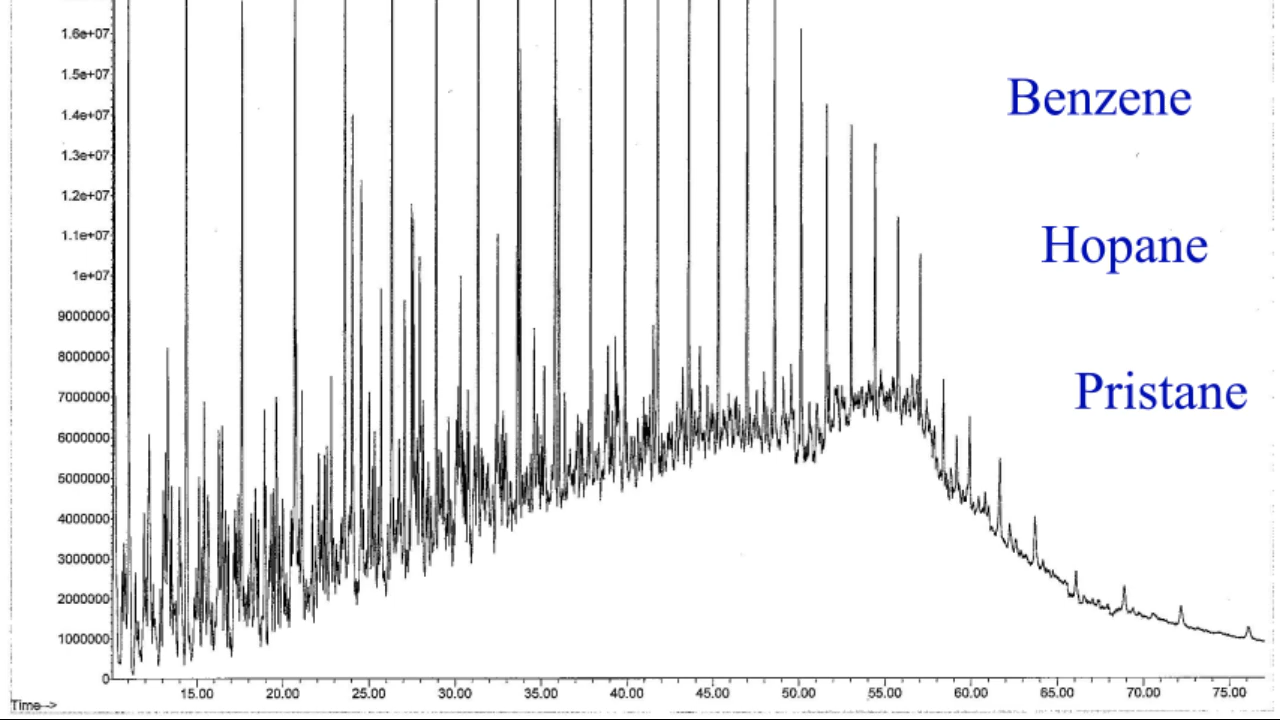 1.6e+07
1.5e+07
1.4e+07
1.3e+07
1.2e+07
1.1e+07
1e+07
9000000
8000000
7000000
6000000
5000000
4000000
3000000
2000000
1000000
0
15.00 20.00 25.00 30.00 35.00 40.00 45.00 50.00 55.00 60.00 65.00 70.00 75.00
Time-->
Benzene
Hopane
Pristane